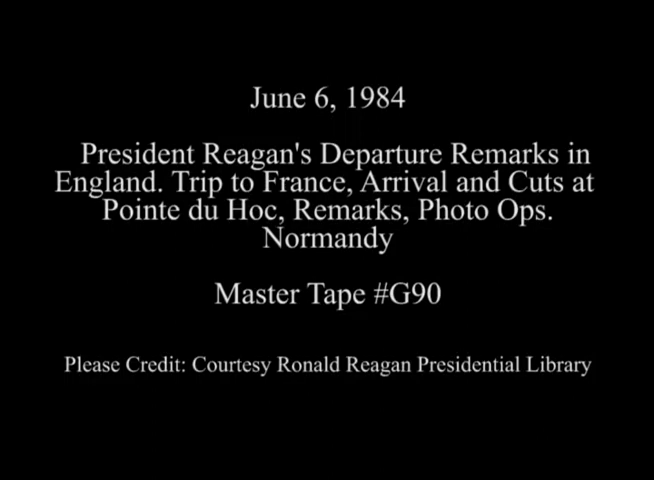 June 6, 1984
President Reagan's Departure Remarks in
England. Trip to France, Arrival and Cuts at
Pointe du Hoc, Remarks, Photo Ops.
Normandy
Master Tape #G90
Please Credit: Courtesy Ronald Reagan Presidential Library